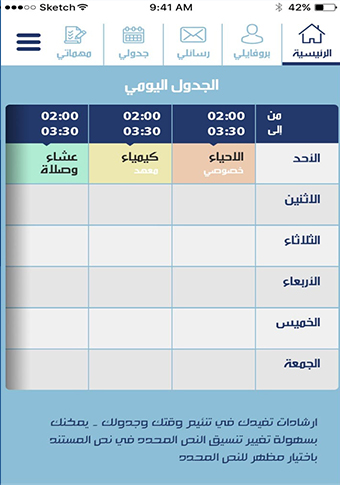 Sketch 9:41 AM 42%
الرئيسية بروفايلي رسائلي جدولي مهماتي
الجدول اليومي
من 02:00 02:00 02:00
إلى 03:30 03:30 03:30
الأحد الأحياء كيمياء عشاء
خصوصي معهد وصلاة
الاثنين
الثلاثاء
الأربعاء
الخميس
الجمعة
ارشادات تفيدك في تنئيم وقتك وجدولك - يمكنك
بسهولة تغيير تنسيق النص المحدد في نص المستند
باختيار مظهر للنص المحدد